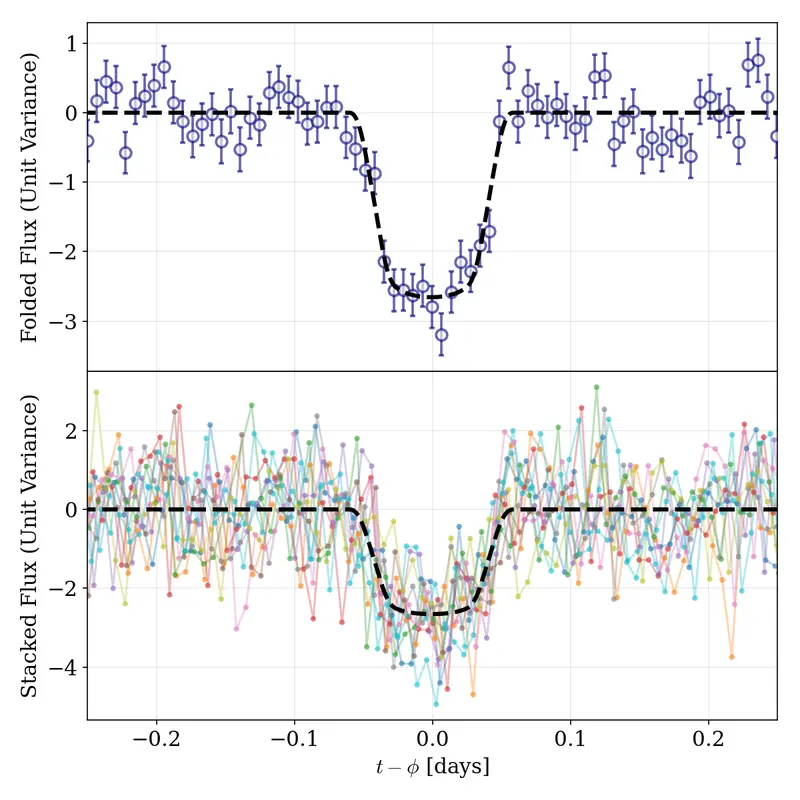 1
0
−1
−2
−3
Folded Flux (Unit Variance)
2
0
−2
−4
Stacked Flux (Unit Variance)
−0.2 −0.1 0.0 0.1 0.2
t − ϕ [days]